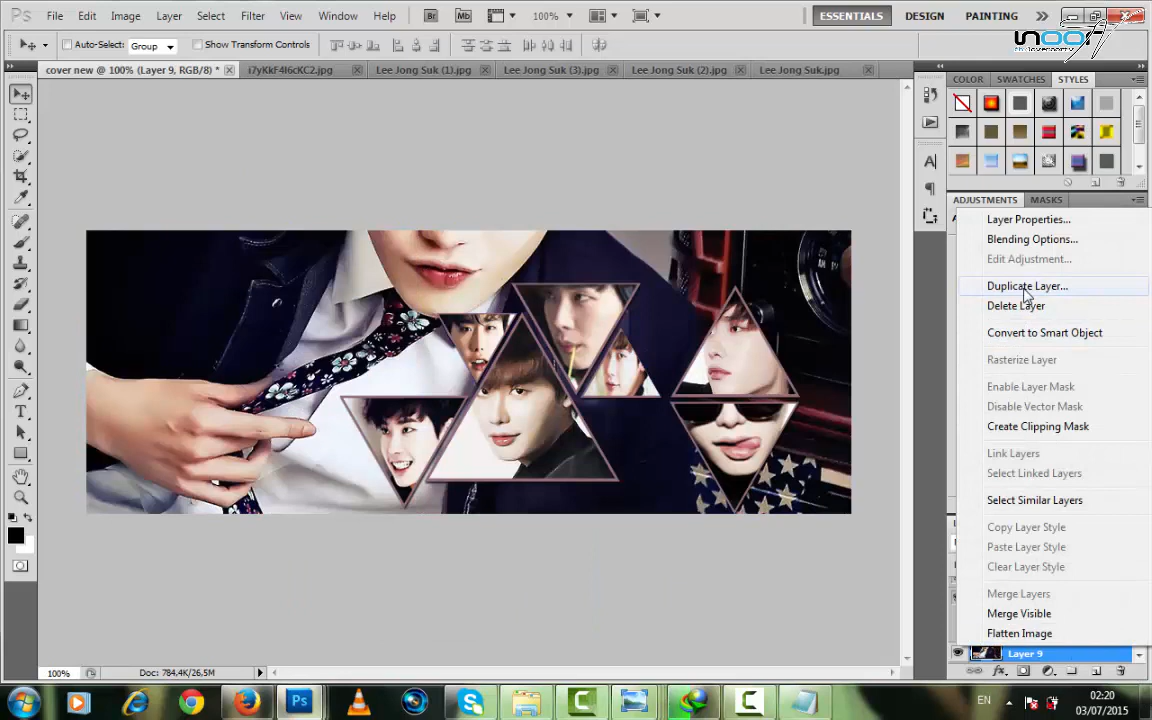 Ps File Edit Image Layer Select Filter View Window Help Br Mb 100% ESSENTIALS DESIGN PAINTING
Auto-Select: Group Show Transform Controls
inoor
cover new @ 100% (Layer 9, RGB/8) * i7yKkF4I6cKC2.jpg Lee Jong Suk (1).jpg Lee Jong Suk (3).jpg Lee Jong Suk (2).jpg Lee Jong Suk.jpg
COLOR SWATCHES STYLES
ADJUSTMENTS MASKS
Layer Properties...
Blending Options...
Edit Adjustment...
Duplicate Layer...
Delete Layer
Convert to Smart Object
Rasterize Layer
Enable Layer Mask
Disable Vector Mask
Create Clipping Mask
Link Layers
Select Linked Layers
Select Similar Layers
Copy Layer Style
Paste Layer Style
Clear Layer Style
Merge Layers
Merge Visible
Flatten Image
Layer 9
100% Doc: 784.4K/26.5M
EN 02:20
03/07/2015